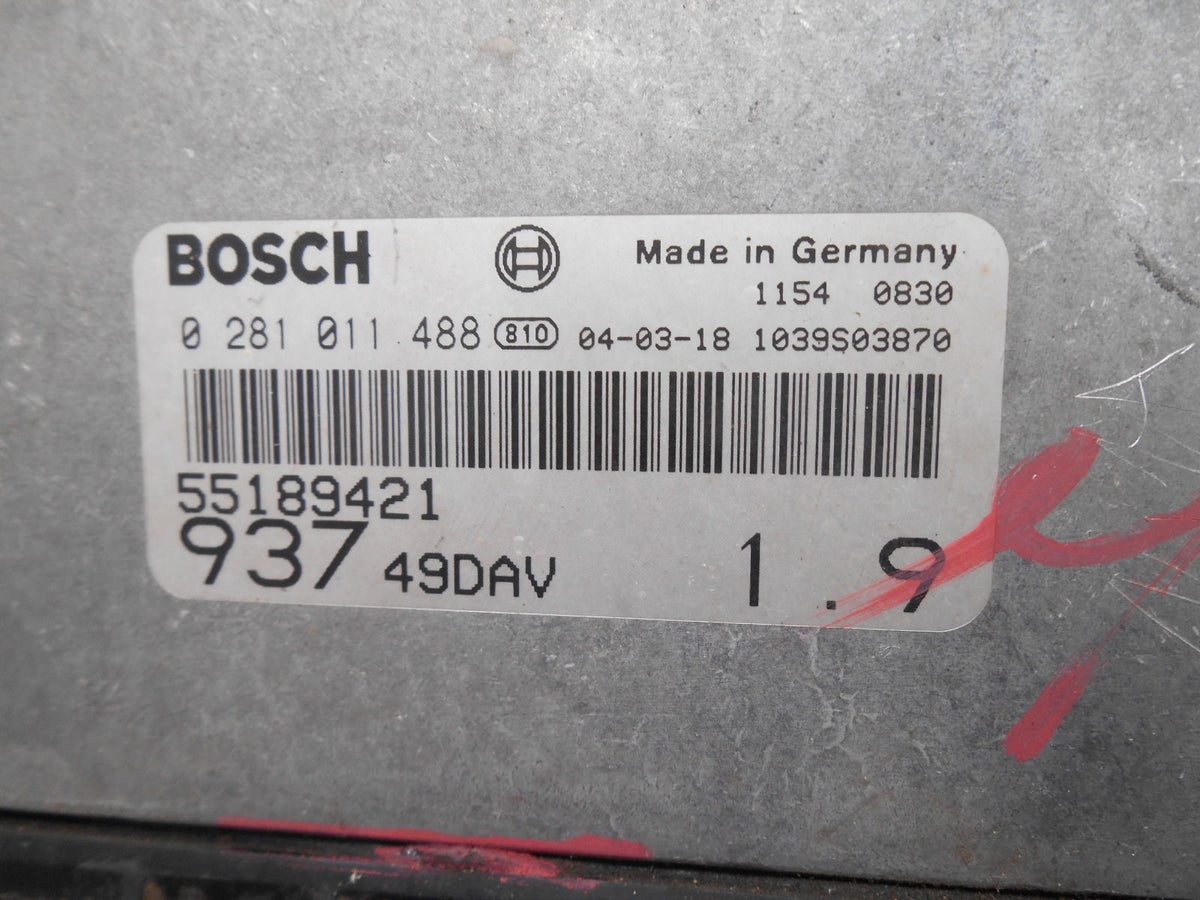 BOSCH Made in Germany
1154 0830
0 281 011 488 810 04-03-18 1039S03870
55189421
937 49DAV 1.9